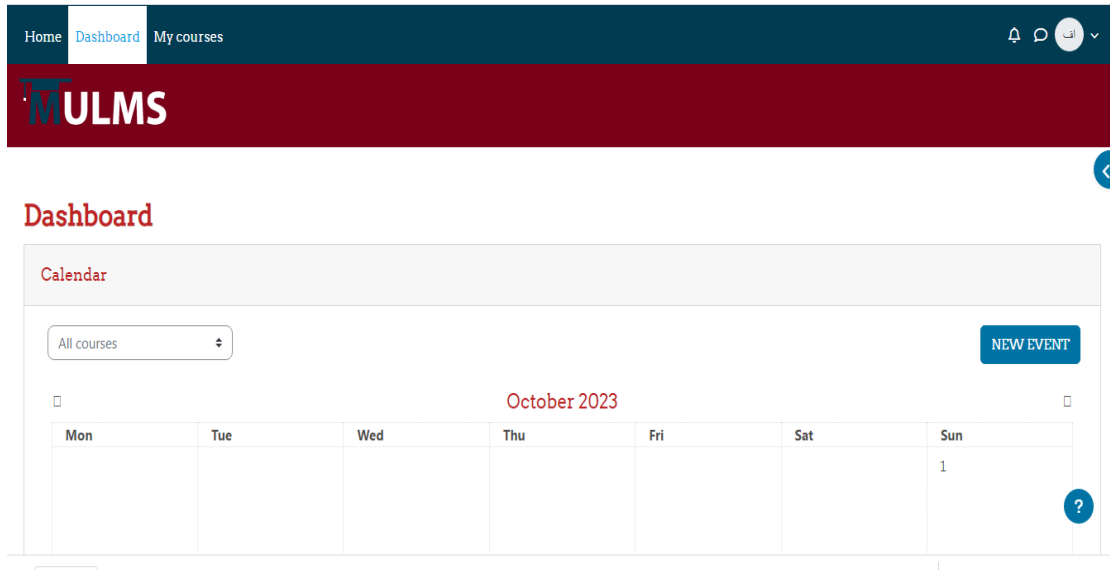 Home Dashboard My courses
اف
MULMS
Dashboard
Calendar
All courses
NEW EVENT
October 2023
Mon Tue Wed Thu Fri Sat Sun
1
?